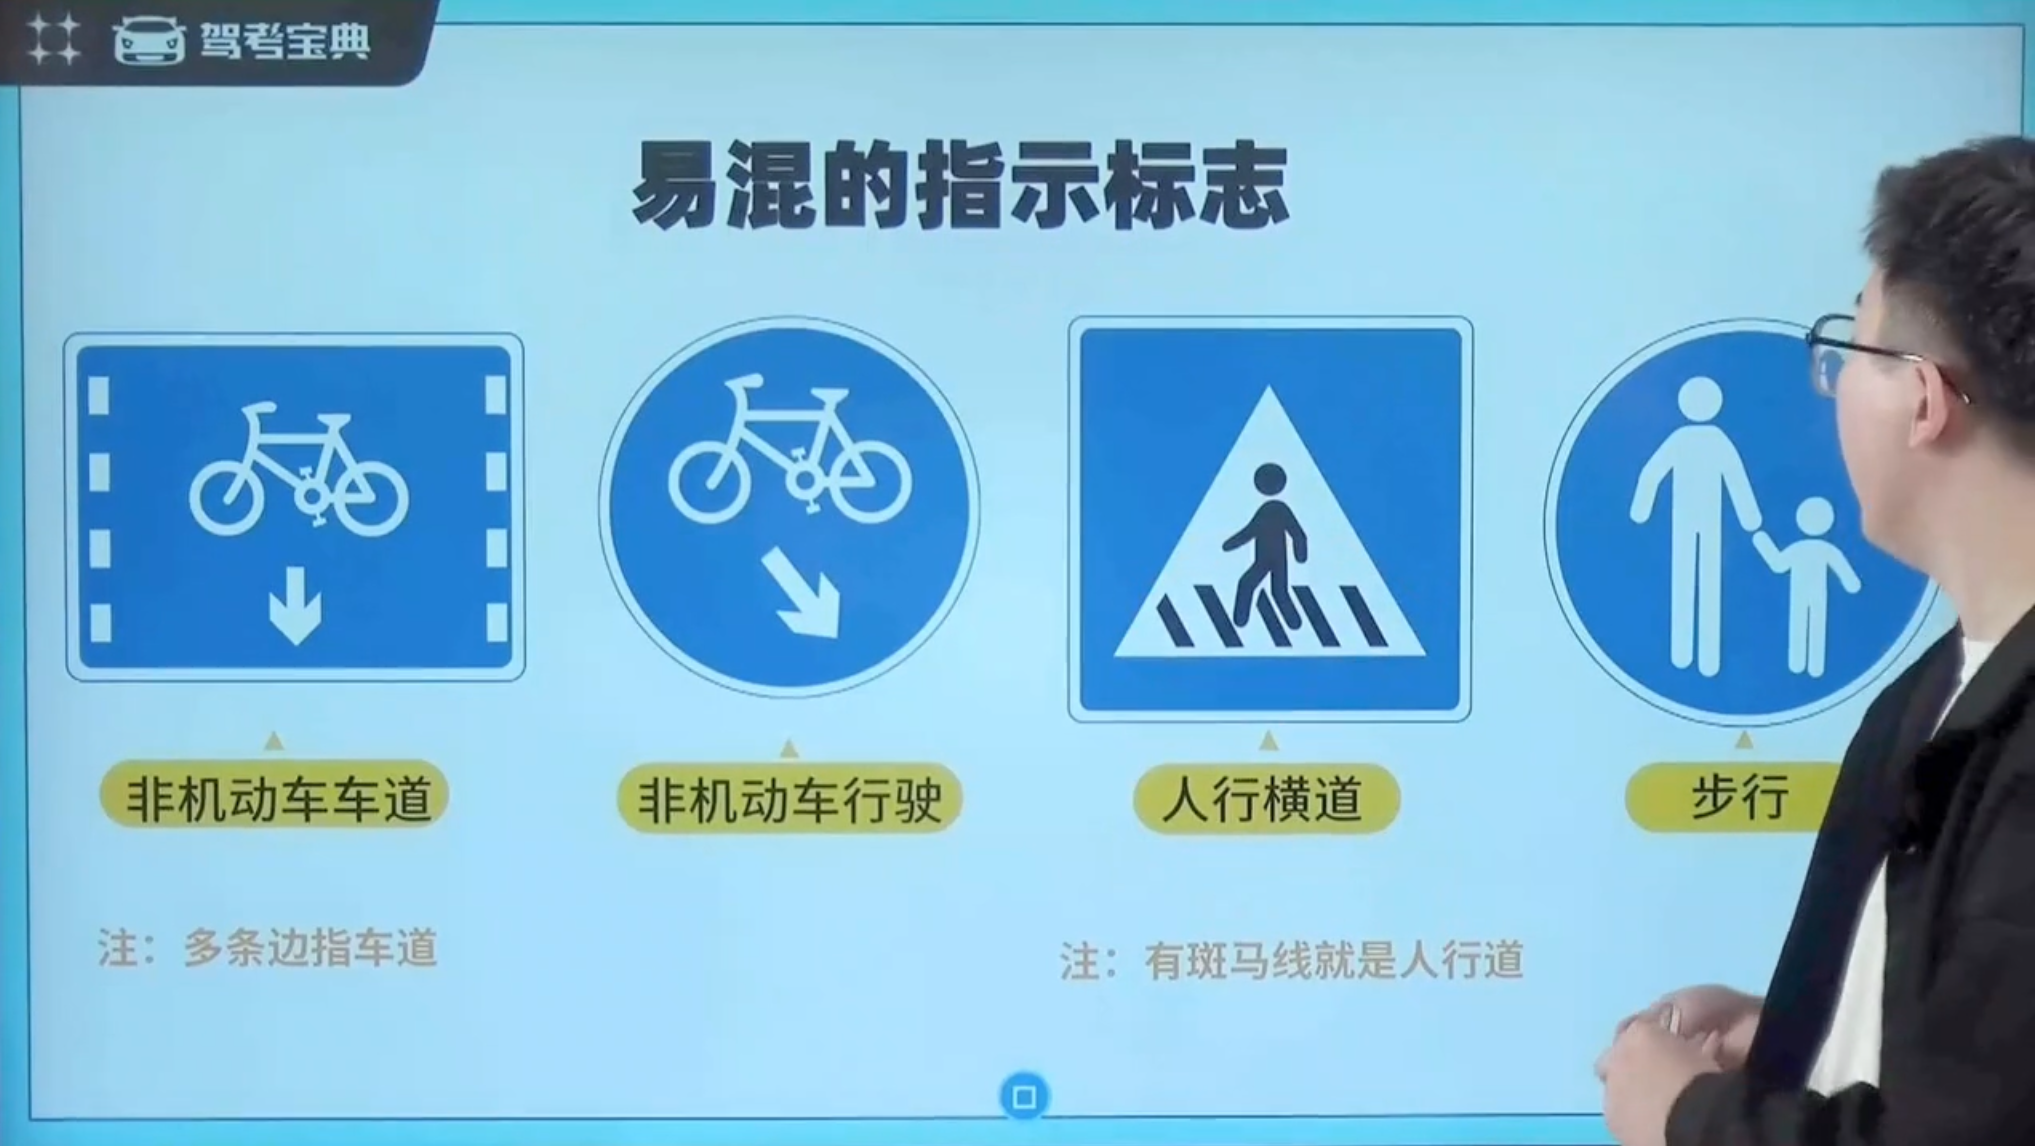 驾考宝典
易混的指示标志
非机动车车道
非机动车行驶
人行横道
步行
注：多条边指车道
注：有斑马线就是人行道